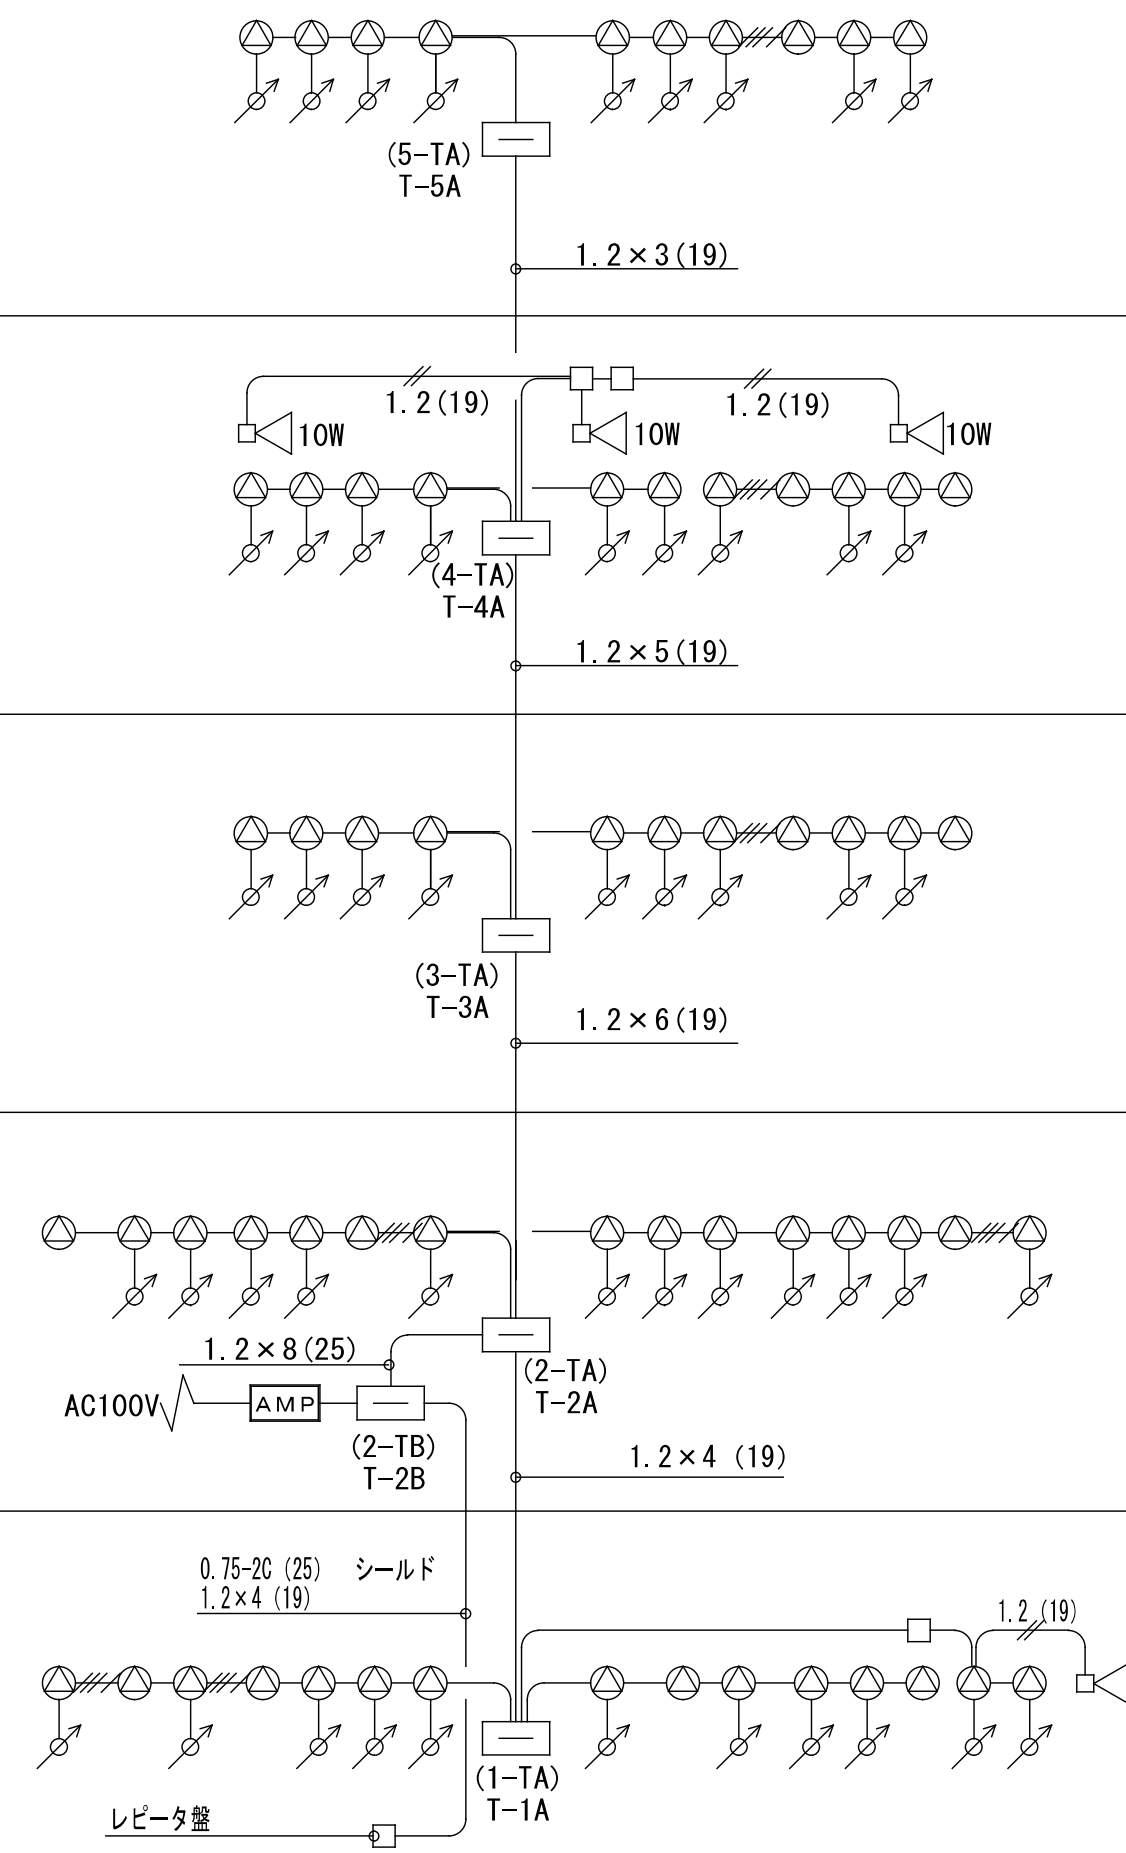 (5-TA)
T-5A
1.2×3(19)
1.2(19)
1.2(19)
10W
10W
10W
(4-TA)
T-4A
1.2×5(19)
(3-TA)
T-3A
1.2×6(19)
1.2×8(25)
(2-TA)
T-2A
AC100V
AMP
(2-TB)
T-2B
1.2×4 (19)
0.75-2C (25) シールド
1.2×4 (19)
1.2 (19)
(1-TA)
T-1A
レピータ盤